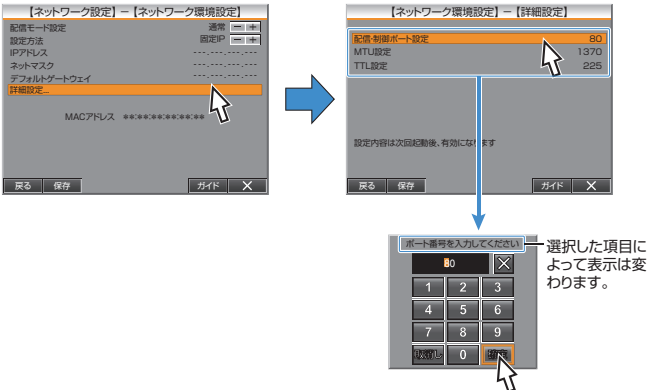 【ネットワーク設定】－【ネットワーク環境設定】
配信モード設定 通常 － ＋
設定方法 固定IP － ＋
IPアドレス ---.---.---.---
ネットマスク ---.---.---.---
デフォルトゲートウェイ ---.---.---.---
詳細設定...
MACアドレス **:**:**:**:**:**
戻る 保存 ガイド ×
【ネットワーク環境設定】－【詳細設定】
配信・制御ポート設定 80
MTU設定 1370
TTL設定 225
設定内容は次回起動後、有効になります
戻る 保存 ガイド ×
ポート番号を入力してください
80 ×
1 2 3
4 5 6
7 8 9
取消し 0 設定
選択した項目に
よって表示は変
わります。